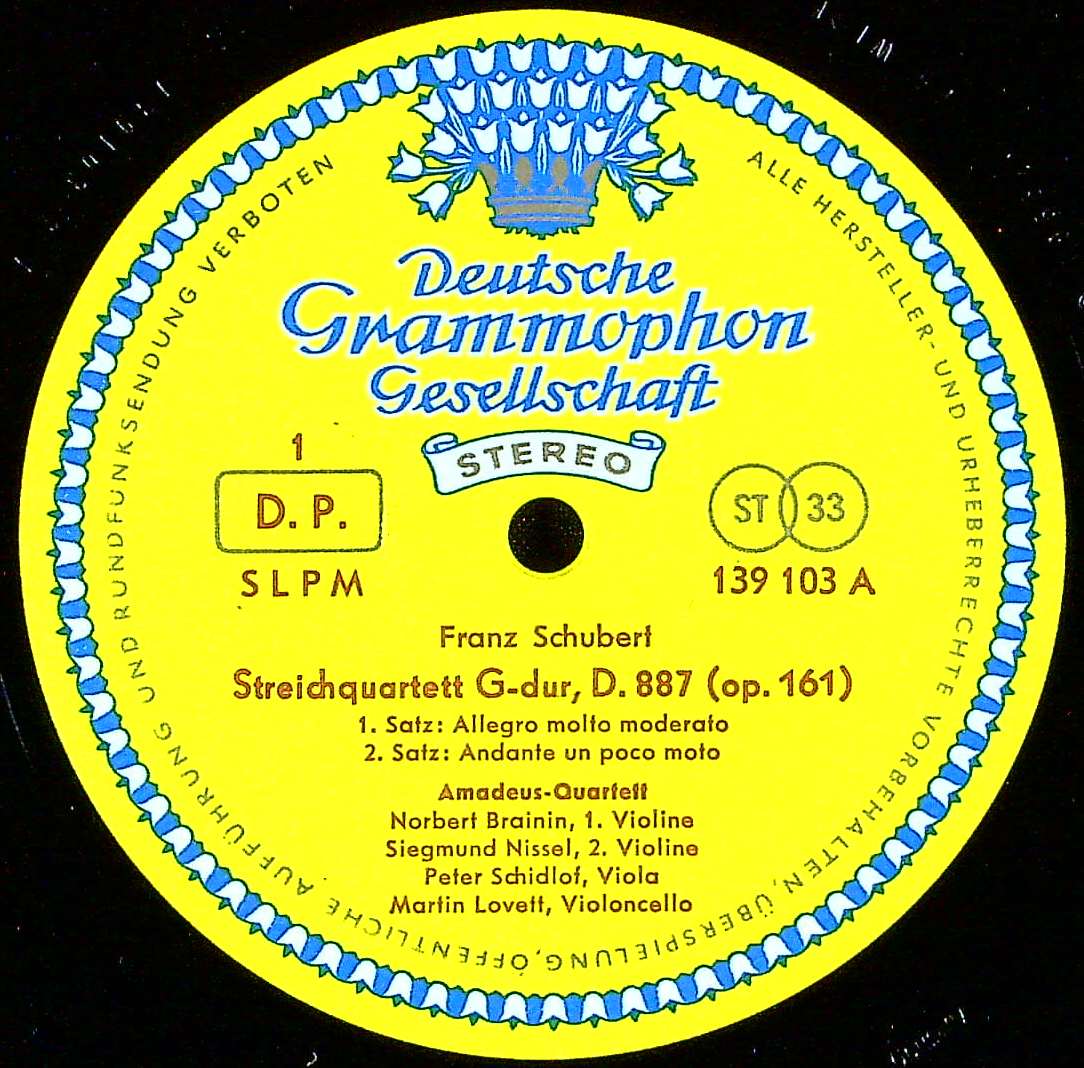 Deutsche
Grammophon
Gesellschaft
STEREO
1
D. P.
SLPM
ST 33
139 103 A
Franz Schubert
Streichquartett G-dur, D. 887 (op. 161)
1. Satz: Allegro molto moderato
2. Satz: Andante un poco moto
Amadeus-Quartett
Norbert Brainin, 1. Violine
Siegmund Nissel, 2. Violine
Peter Schidlof, Viola
Martin Lovett, Violoncello
ALLE HERSTELLER- UND URHEBERRECHTE VORBEHALTEN, ÜBERSPIELUNG, ÖFFENTLICHE AUFFÜHRUNG UND RUNDFUNKSENDUNG VERBOTEN